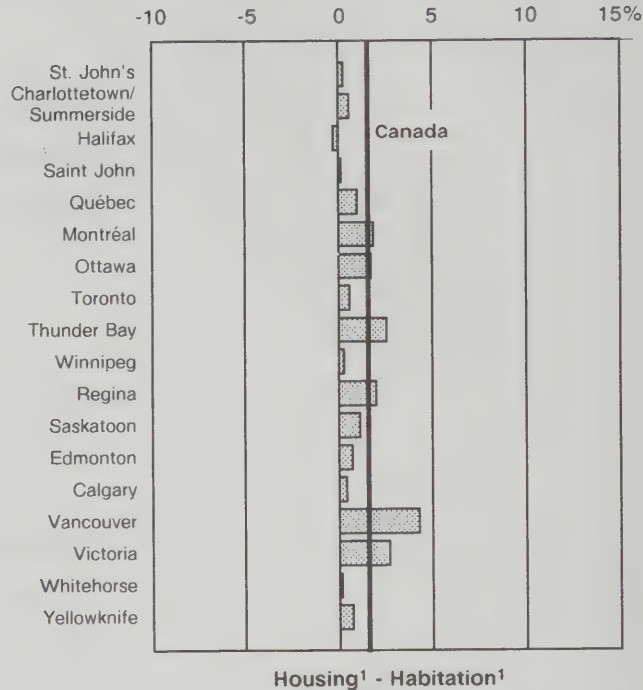 -10 -5 0 5 10 15%
St. John's
Charlottetown/
Summerside
Halifax
Canada
Saint John
Québec
Montréal
Ottawa
Toronto
Thunder Bay
Winnipeg
Regina
Saskatoon
Edmonton
Calgary
Vancouver
Victoria
Whitehorse
Yellowknife
Housing¹ - Habitation¹